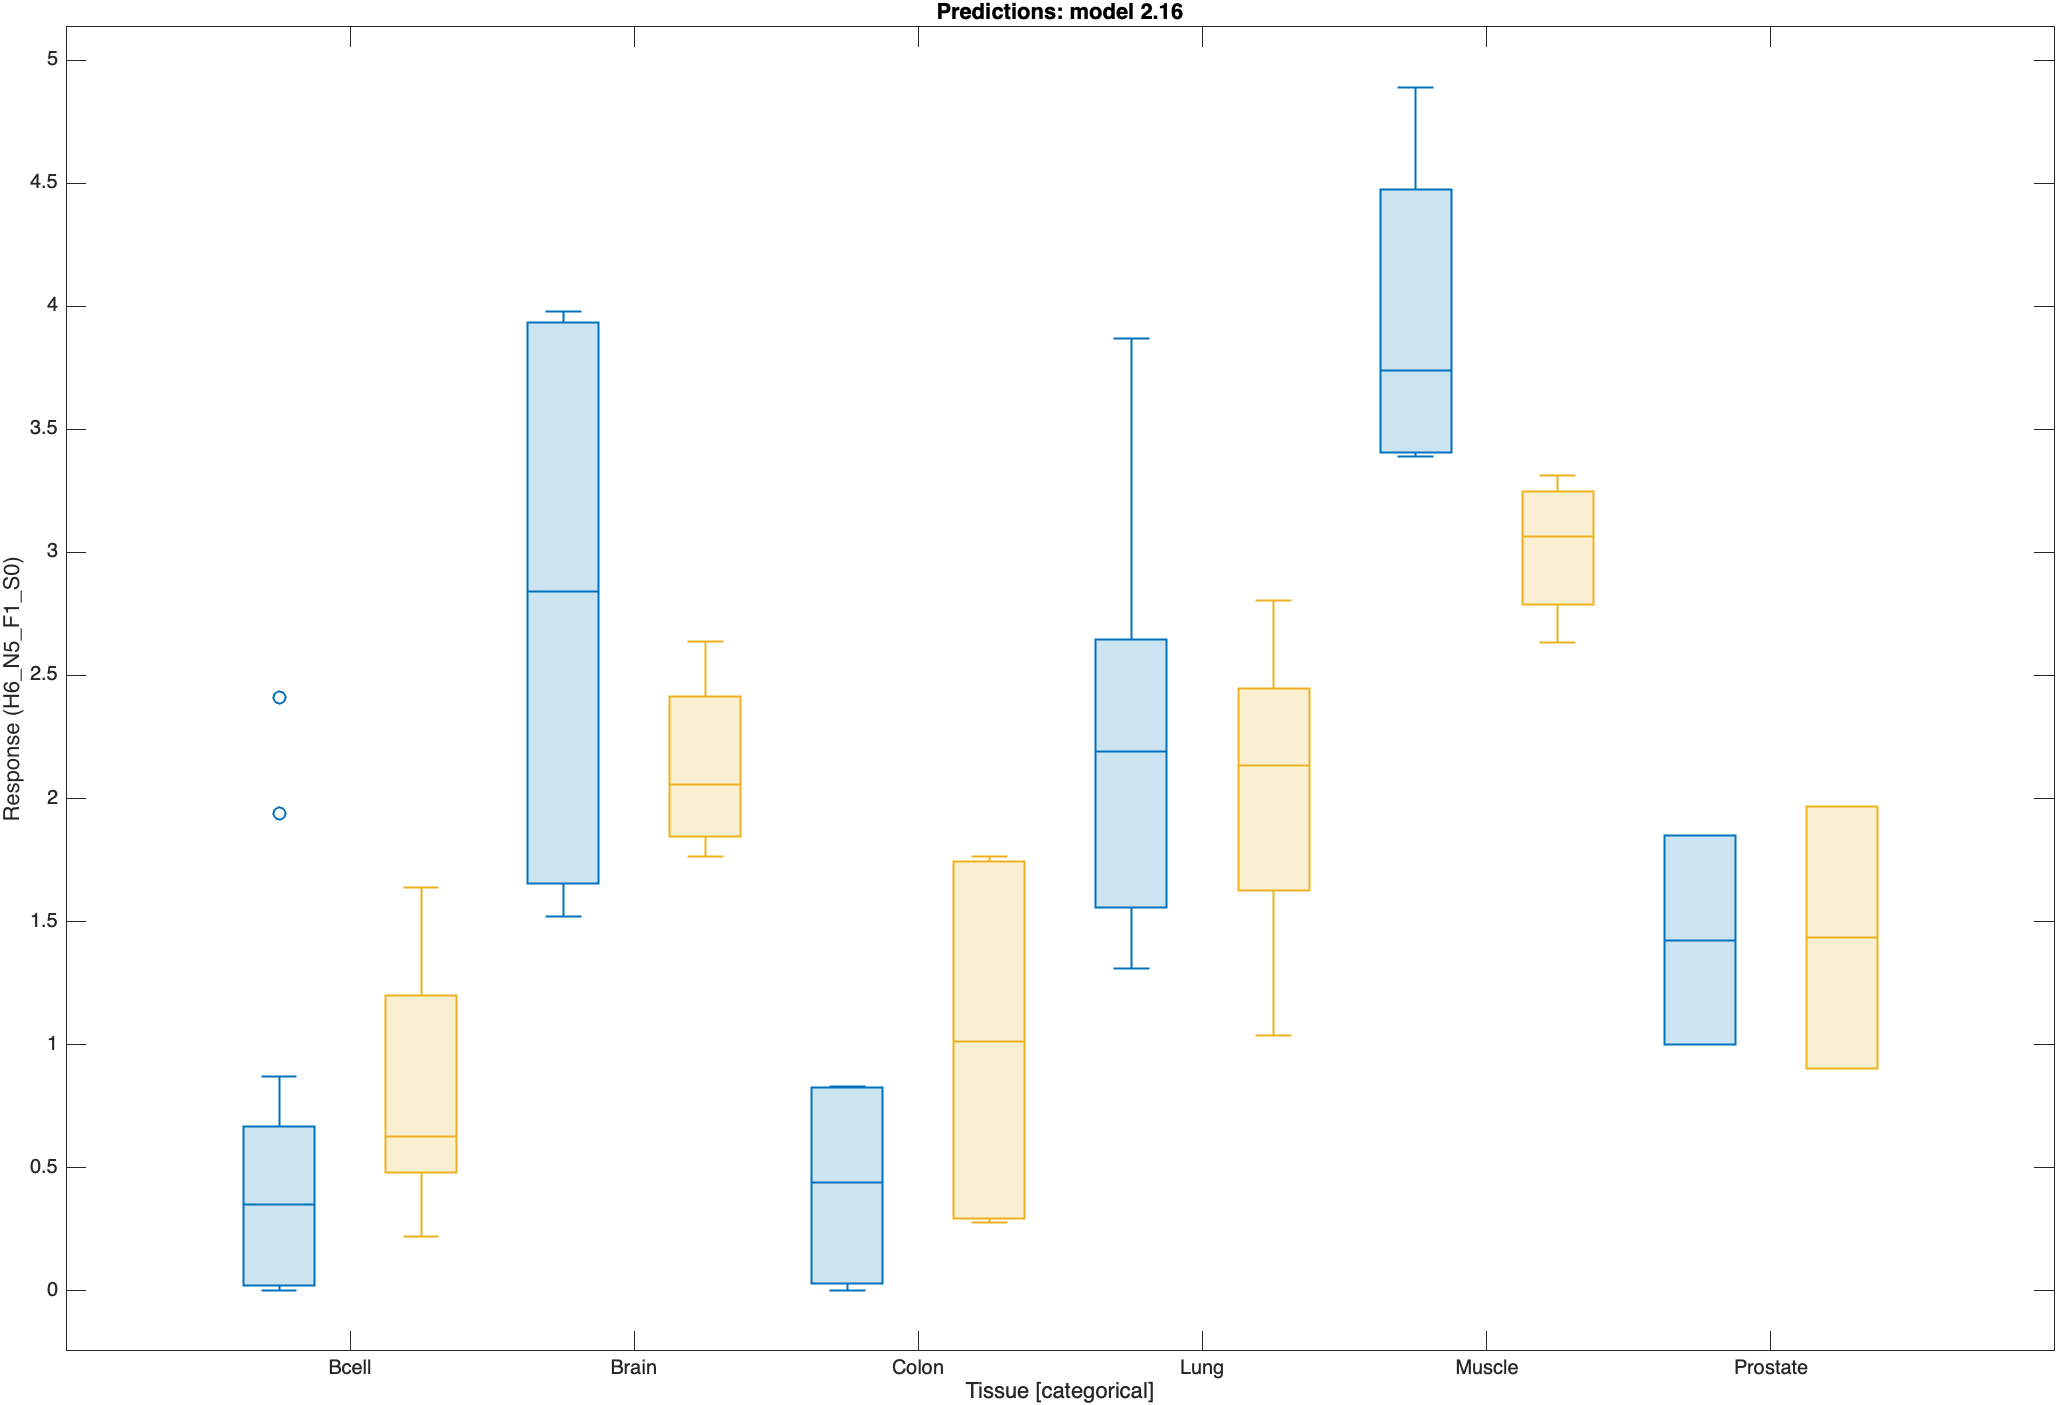 Predictions: model 2.16
5
4.5
4
3.5
3
2.5
2
1.5
1
0.5
0
Response (H6_N5_F1_S0)
Bcell Brain Colon Lung Muscle Prostate
Tissue [categorical]